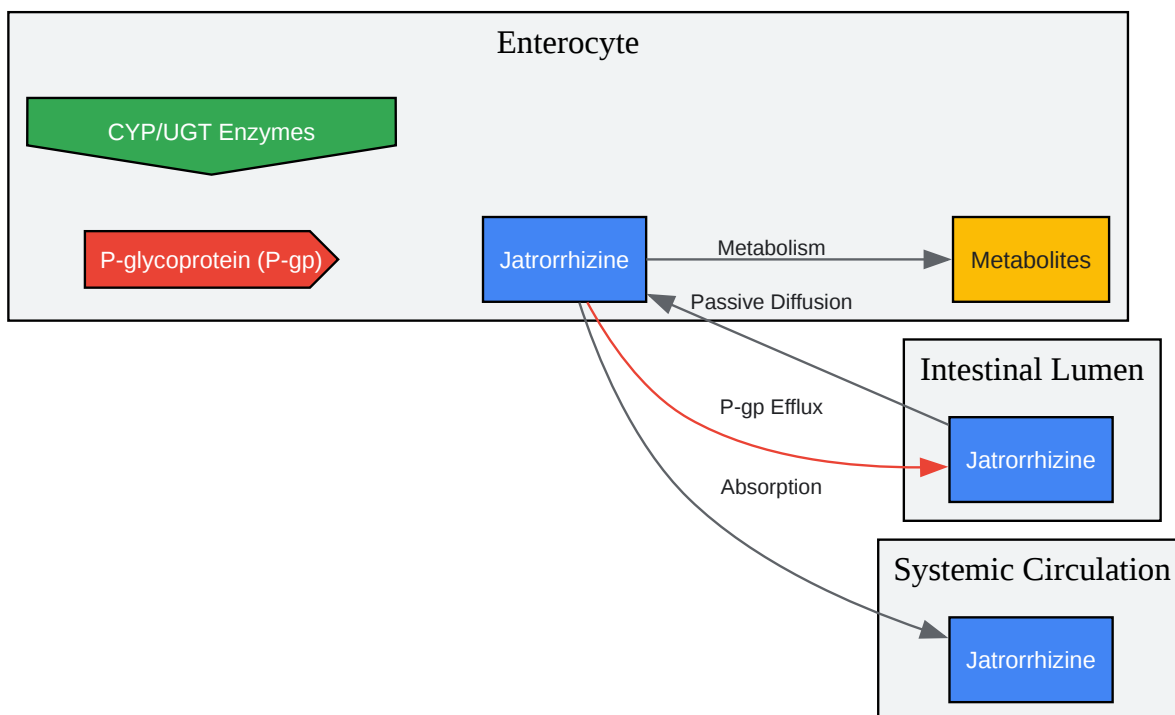 Enterocyte
CYP/UGT Enzymes
P-glycoprotein (P-gp)
Jatrorrhizine
Metabolism
Metabolites
Passive Diffusion
Intestinal Lumen
P-gp Efflux
Jatrorrhizine
Absorption
Systemic Circulation
Jatrorrhizine